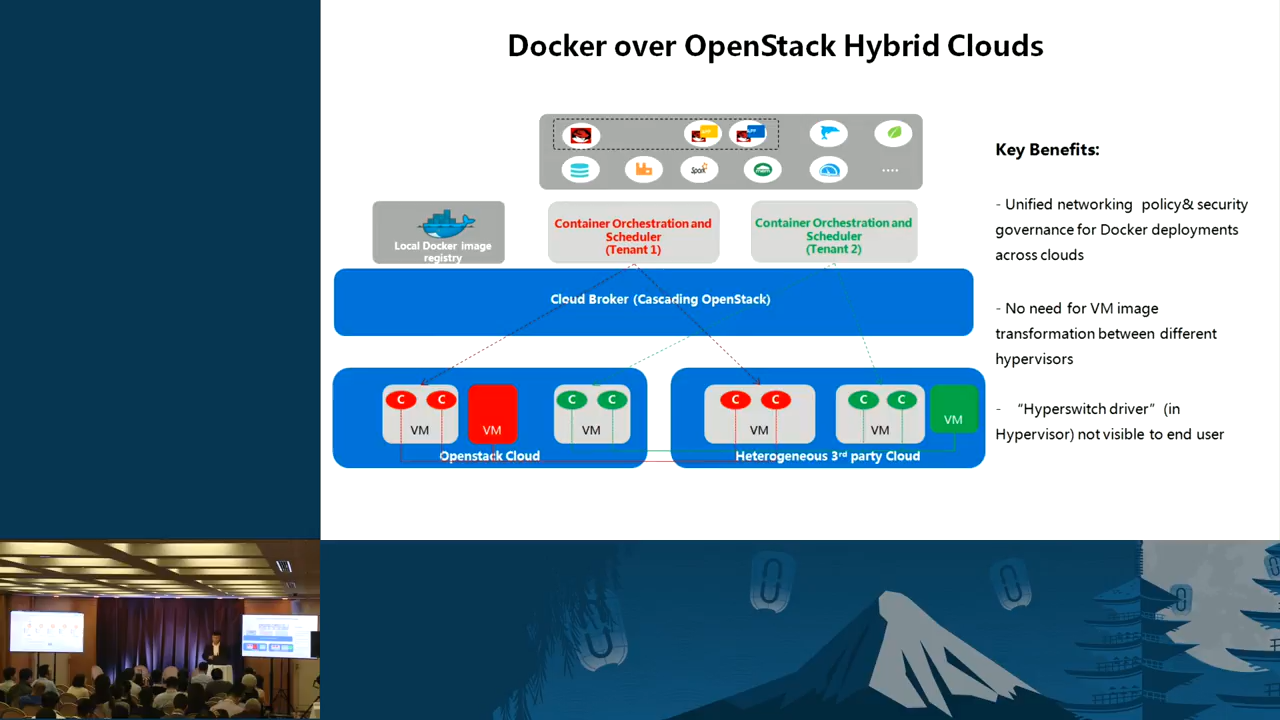 Docker over OpenStack Hybrid Clouds
APP
APP
Spark
....
Local Docker image
registry
Container Orchestration and
Scheduler
(Tenant 1)
Container Orchestration and
Scheduler
(Tenant 2)
Cloud Broker (Cascading OpenStack)
C C
VM
VM
C C
VM
Openstack Cloud
C C
VM
C C
VM
VM
Heterogeneous 3rd party Cloud
Key Benefits:
- Unified networking policy& security
governance for Docker deployments
across clouds
- No need for VM image
transformation between different
hypervisors
- “Hyperswitch driver”(in
Hypervisor) not visible to end user